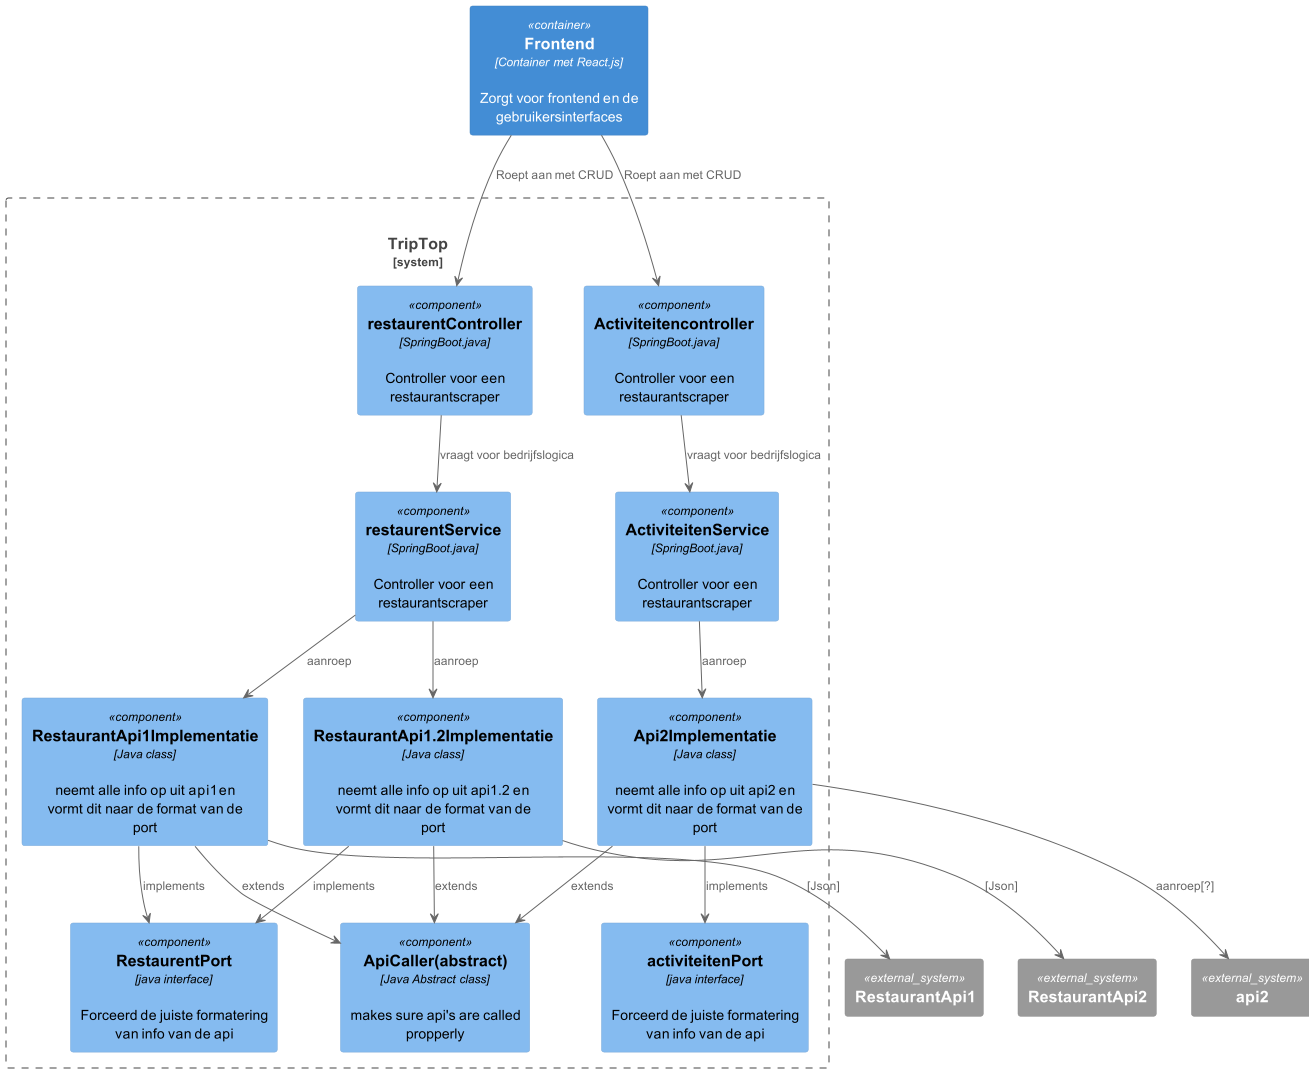 «container»
Frontend
[Container met React.js]
Zorgt voor frontend en de
gebruikersinterfaces
Roept aan met CRUD
Roept aan met CRUD
TripTop
[system]
«component»
restaurentController
[SpringBoot.java]
Controller voor een
restaurantscraper
«component»
Activiteitencontroller
[SpringBoot.java]
Controller voor een
restaurantscraper
vraagt voor bedrijfslogica
vraagt voor bedrijfslogica
«component»
restaurentService
[SpringBoot.java]
Controller voor een
restaurantscraper
«component»
ActiviteitenService
[SpringBoot.java]
Controller voor een
restaurantscraper
aanroep
aanroep
aanroep
«component»
RestaurantApi1Implementatie
[Java class]
neemt alle info op uit api1 en
vormt dit naar de format van de
port
«component»
RestaurantApi1.2Implementatie
[Java class]
neemt alle info op uit api1.2 en
vormt dit naar de format van de
port
«component»
Api2Implementatie
[Java class]
neemt alle info op uit api2 en
vormt dit naar de format van de
port
implements
extends
implements
extends
extends
implements
[Json]
[Json]
aanroep[?]
«component»
RestaurentPort
[java interface]
Forceerd de juiste formatering
van info van de api
«component»
ApiCaller(abstract)
[Java Abstract class]
makes sure api's are called
propperly
«component»
activiteitenPort
[java interface]
Forceerd de juiste formatering
van info van de api
«external_system»
RestaurantApi1
«external_system»
RestaurantApi2
«external_system»
api2